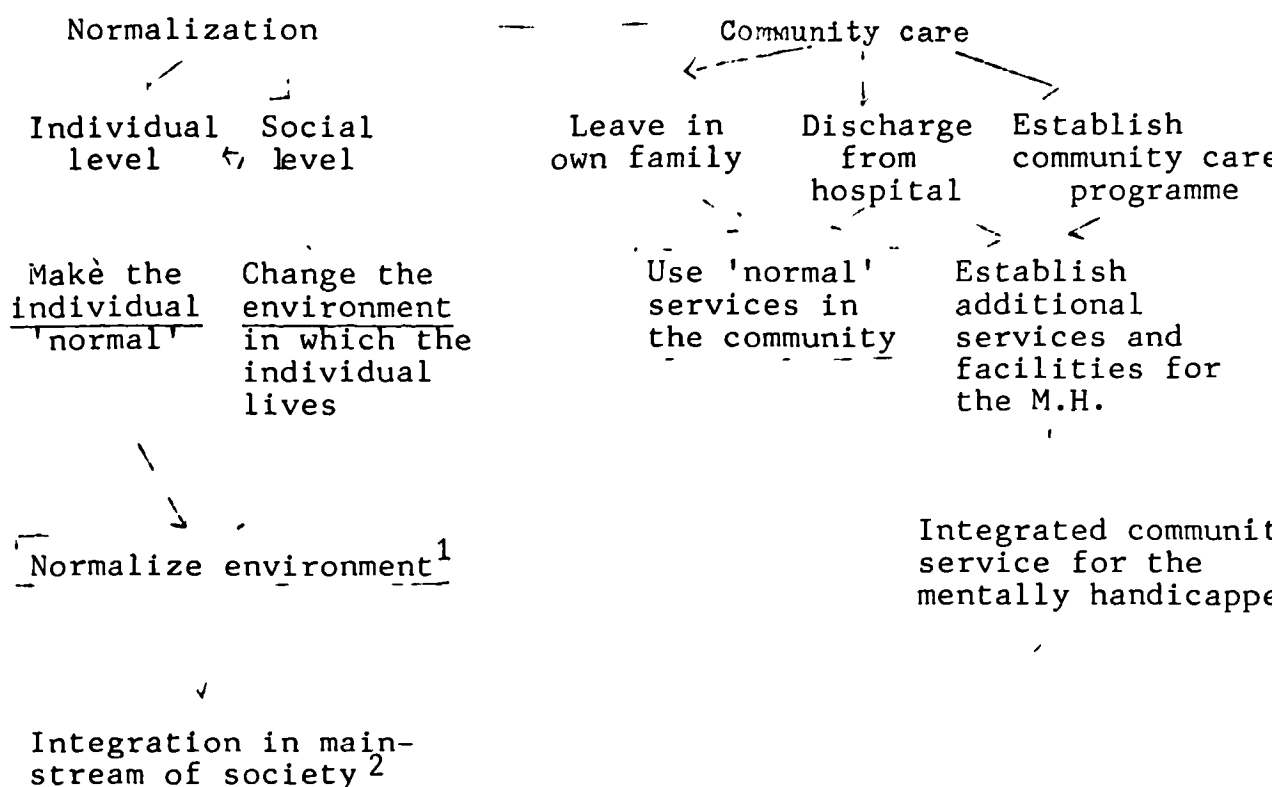 Normalization
Community care
Individual
level
Social
level
Leave in
own family
Discharge
from
hospital
Establish
community care
programme
Make the
individual
'normal'
Change the
environment
in which the
individual
lives
Use 'normal'
services in
the community
Establish
additional
services and
facilities for
the M.H.
Normalize environment1
Integrated communit
service for the
mentally handicappe
Integration in main-
stream of society2